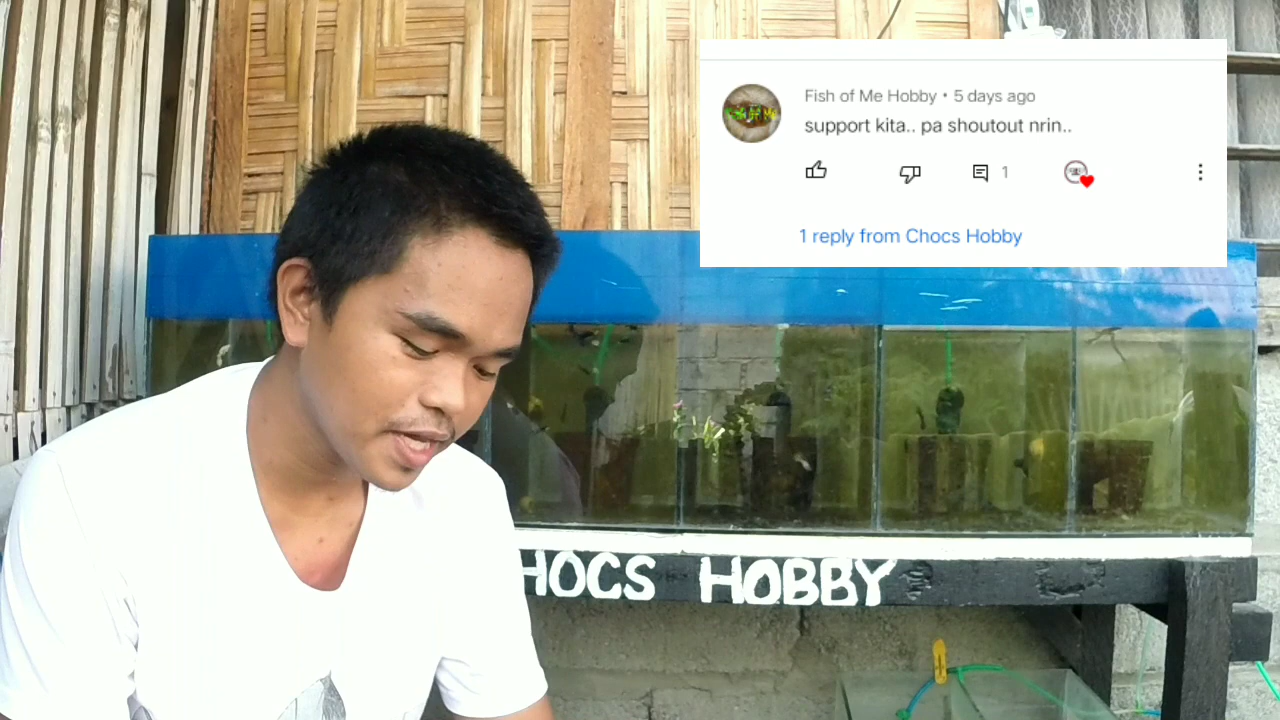 Fish of Me Hobby • 5 days ago
support kita.. pa shoutout nrin..
1
1 reply from Chocs Hobby
CHOCS HOBBY